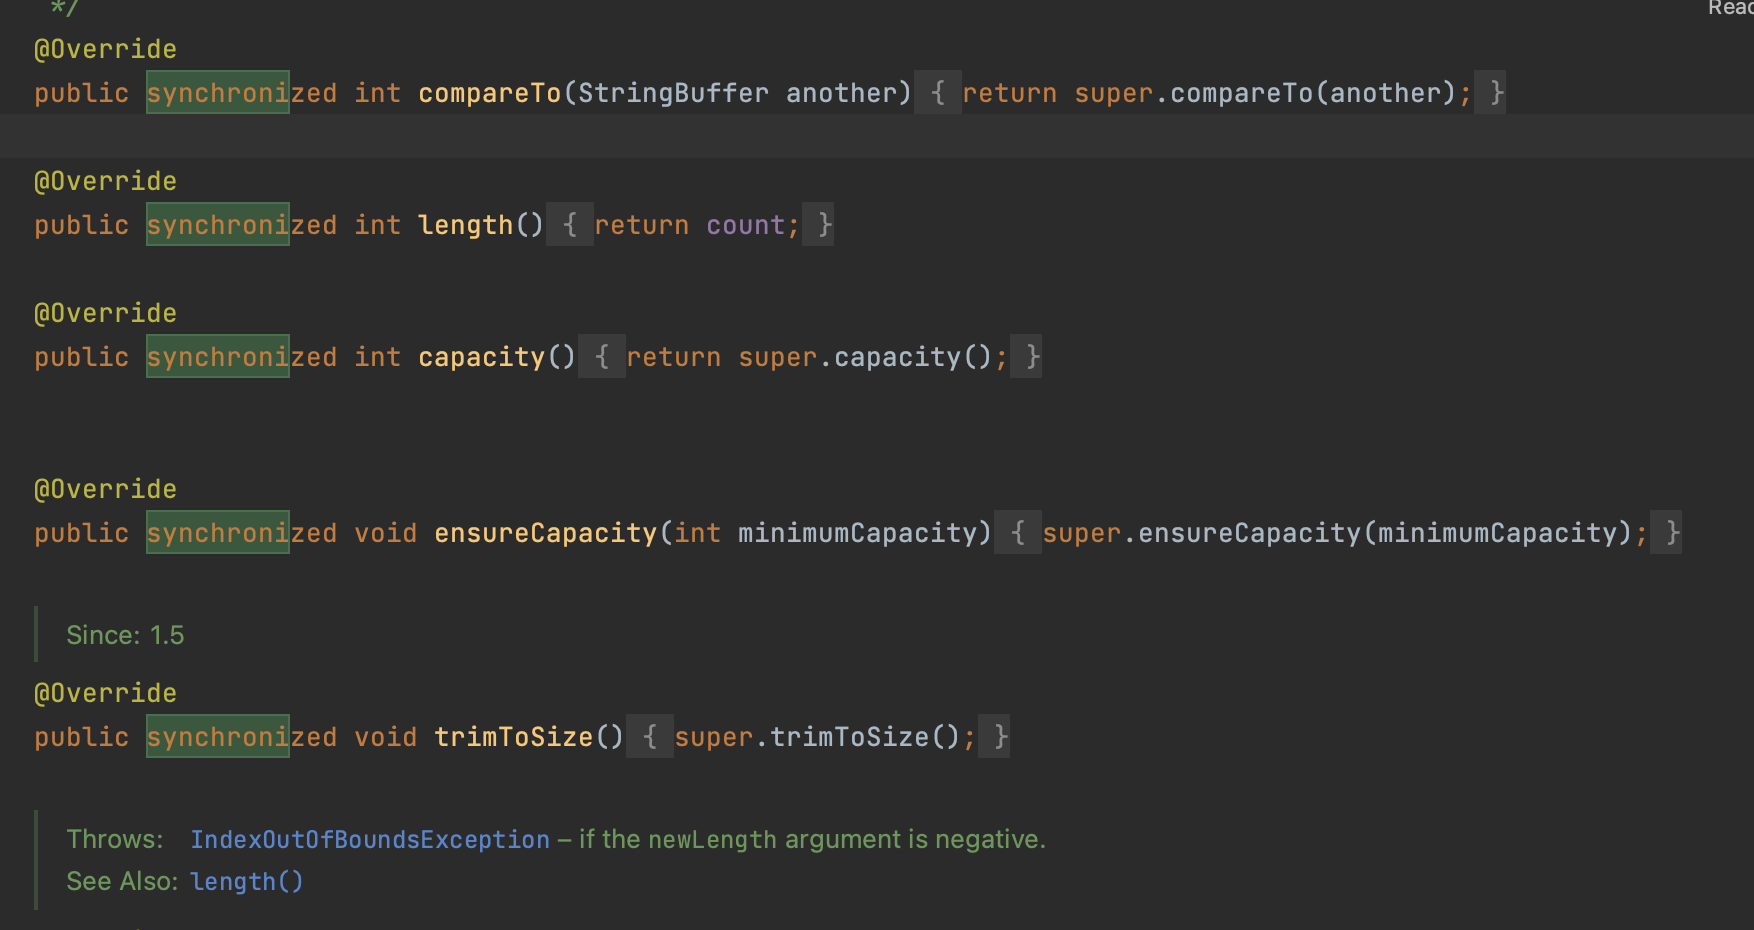 */
@Override
public synchronized int compareTo(StringBuffer another) { return super.compareTo(another); }
@Override
public synchronized int length() { return count; }
@Override
public synchronized int capacity() { return super.capacity(); }
@Override
public synchronized void ensureCapacity(int minimumCapacity) { super.ensureCapacity(minimumCapacity); }
Since: 1.5
@Override
public synchronized void trimToSize() { super.trimToSize(); }
Throws: IndexOutOfBoundsException – if the newLength argument is negative.
See Also: length()